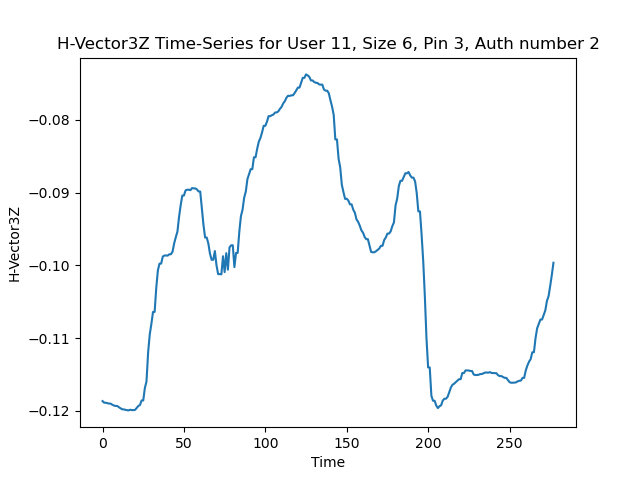 H-Vector3Z Time-Series for User 11, Size 6, Pin 3, Auth number 2
H-Vector3Z
−0.08
−0.09
−0.10
−0.11
−0.12
0 50 100 150 200 250
Time